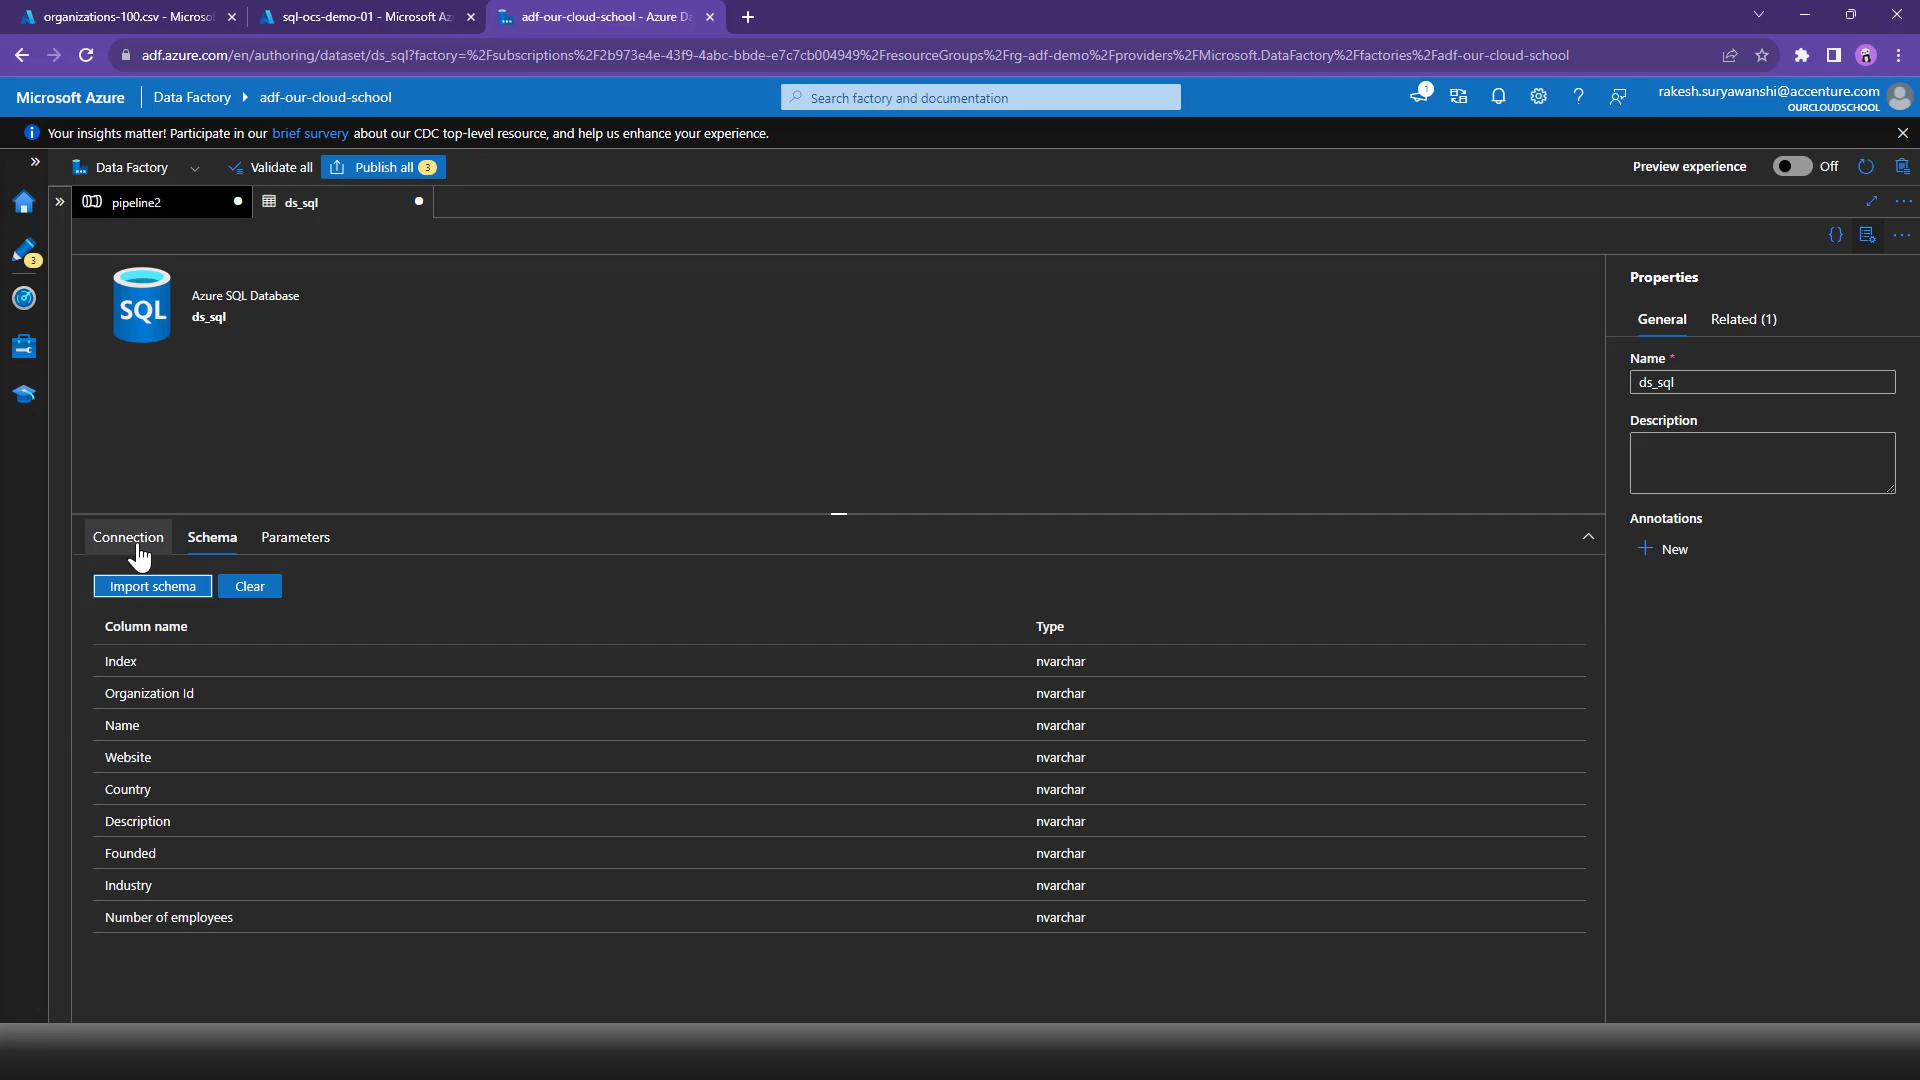 organizations-100.csv - Microso
sql-ocs-demo-01 - Microsoft Az
adf-our-cloud-school - Azure Da
adf.azure.com/en/authoring/dataset/ds_sql?factory=%2Fsubscriptions%2F2b973e4e-43f9-4abc-bbde-e7c7cb004949%2FresourceGroups%2Frg-adf-demo%2Fproviders%2FMicrosoft.DataFactory%2Ffactories%2Fadf-our-cloud-school
Microsoft Azure
Data Factory
adf-our-cloud-school
Search factory and documentation
1
rakesh.suryawanshi@accenture.com
OURCLOUDSCHOOL
Your insights matter! Participate in our brief survery about our CDC top-level resource, and help us enhance your experience.
Data Factory
Validate all
Publish all
3
Preview experience
Off
pipeline2
ds_sql
3
SQL
Azure SQL Database
ds_sql
Properties
General
Related (1)
Name *
ds_sql
Description
Annotations
New
Connection
Schema
Parameters
Import schema
Clear
Column name
Type
Index
nvarchar
Organization Id
nvarchar
Name
nvarchar
Website
nvarchar
Country
nvarchar
Description
nvarchar
Founded
nvarchar
Industry
nvarchar
Number of employees
nvarchar